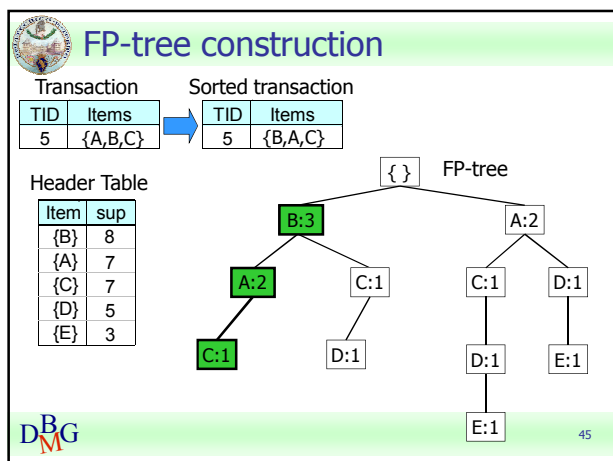 FP-tree construction
Transaction
TID Items
5 {A,B,C}
Sorted transaction
TID Items
5 {B,A,C}
Header Table
Item sup
{B} 8
{A} 7
{C} 7
{D} 5
{E} 3
FP-tree
{ }
B:3 A:2
A:2 C:1 C:1 D:1
C:1 D:1 D:1 E:1
E:1
DBMG
45